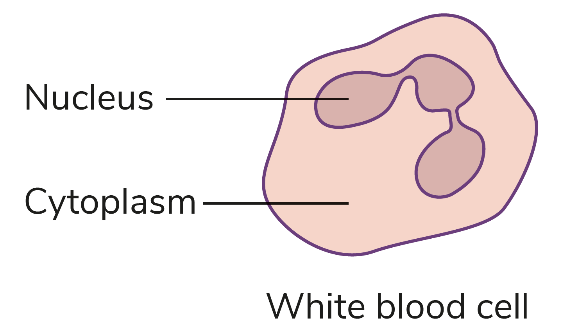 Nucleus
Cytoplasm
White blood cell